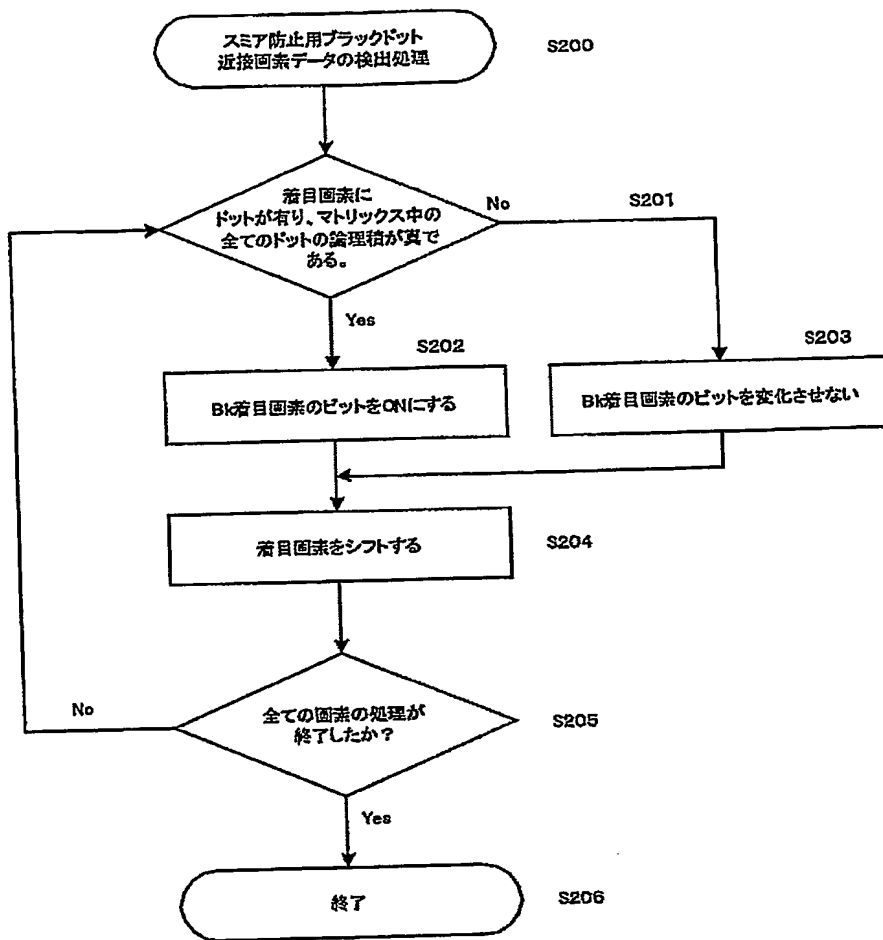 スミア防止用ブラックドット
近接画素データの検出処理
S200
着目画素に
ドットが有り、マトリックス中の
全てのドットの論理積が真で
ある。
No
S201
Yes
S202
S203
Bk着目画素のビットをONにする
Bk着目画素のビットを変化させない
着目画素をシフトする
S204
全ての画素の処理が
終了したか？
No
S205
Yes
終了
S206